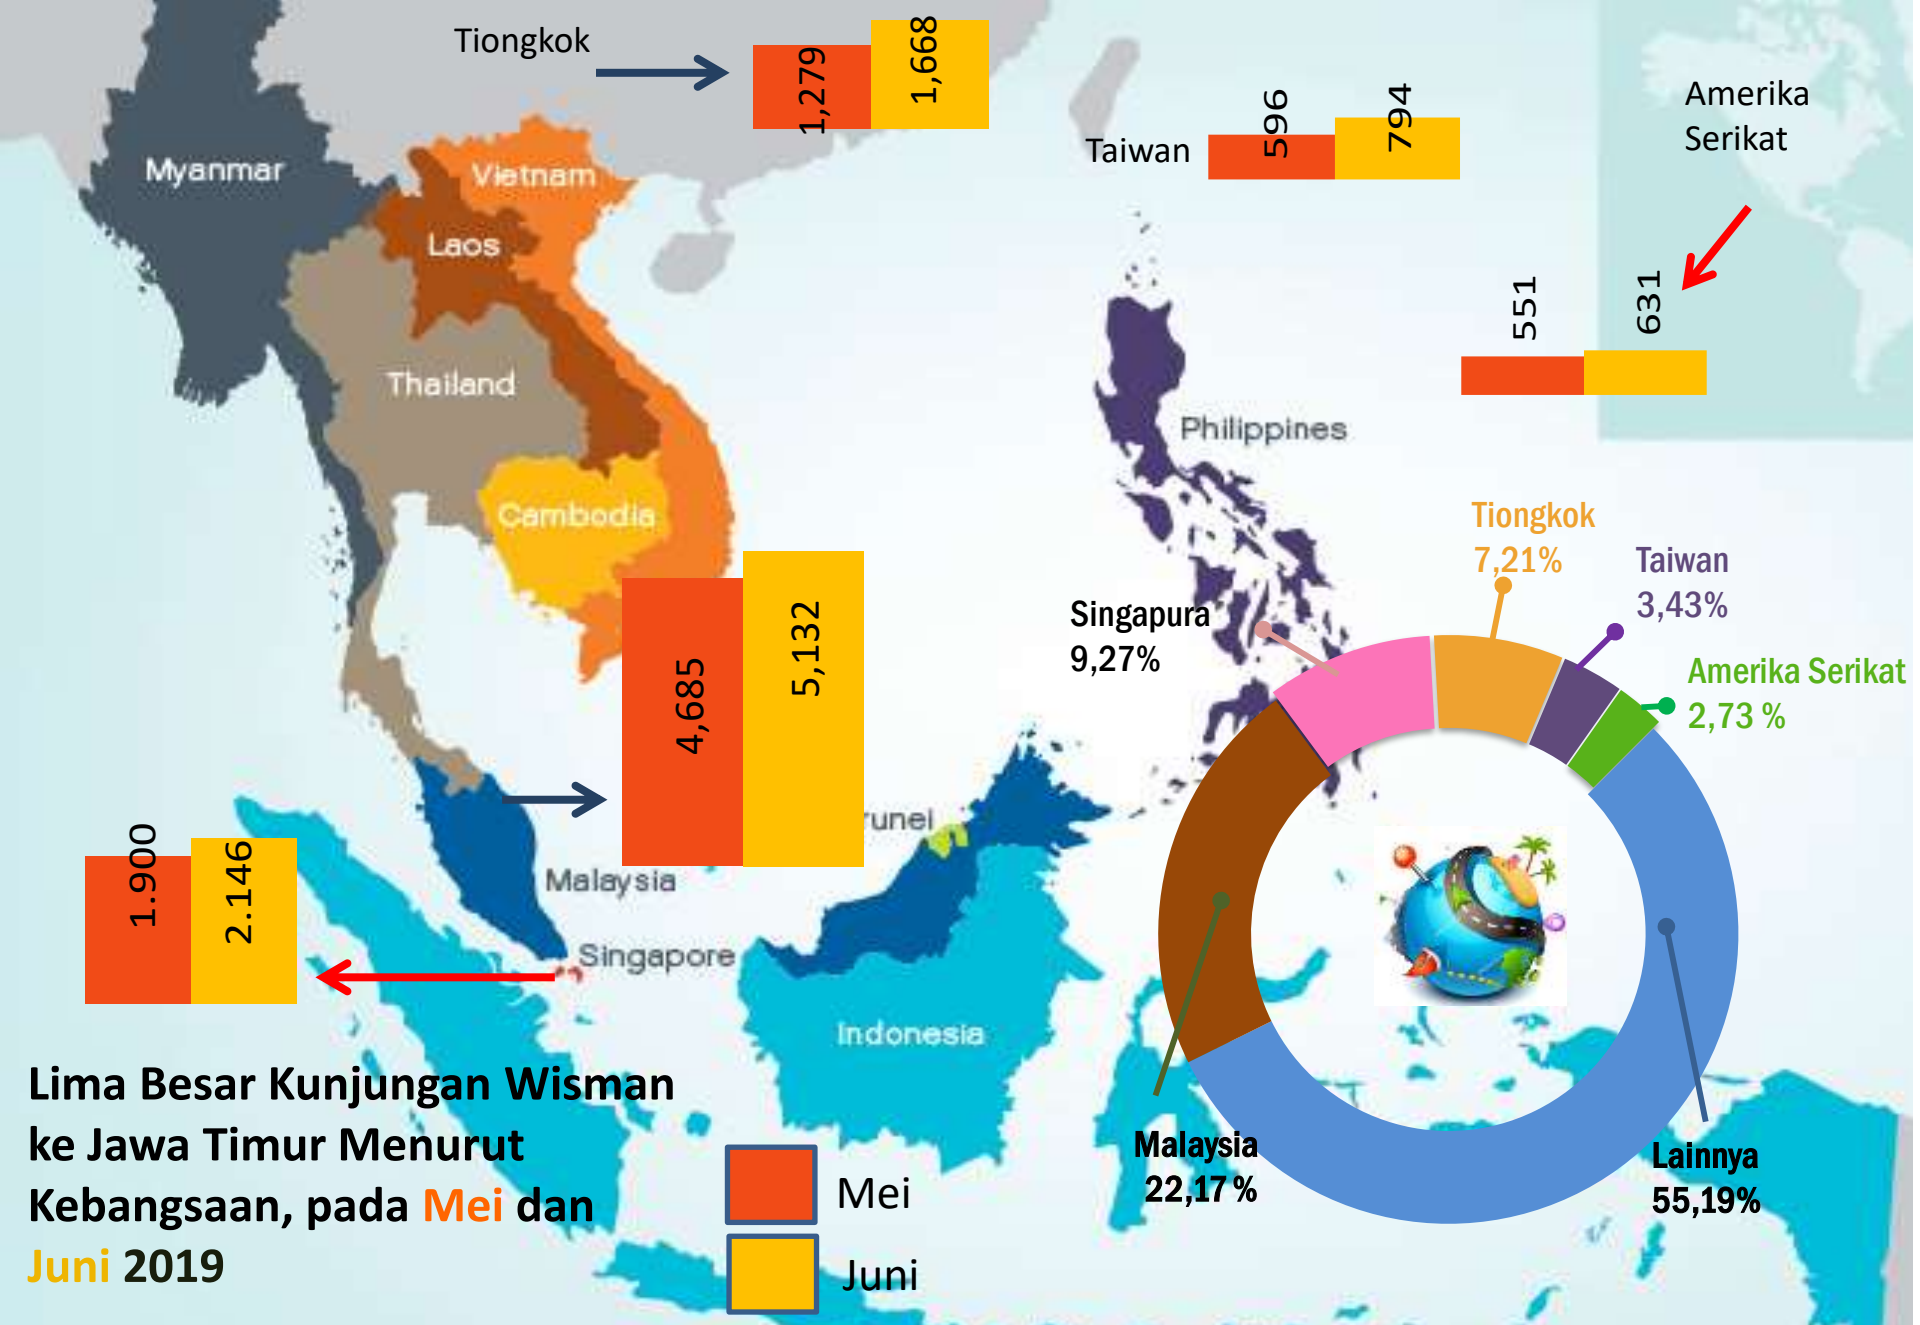 Tiongkok
1,279
1,668
Taiwan
596
794
Amerika
Serikat
551
631
Myanmar
Vietnam
Laos
Thailand
Cambodia
Philippines
4,685
5,132
1.900
2.146
Malaysia
runei
Singapore
Indonesia
Tiongkok
7,21%
Taiwan
3,43%
Singapura
9,27%
Amerika Serikat
2,73 %
Malaysia
22,17 %
Lainnya
55,19%
Lima Besar Kunjungan Wisman
ke Jawa Timur Menurut
Kebangsaan, pada Mei dan
Juni 2019
Mei
Juni